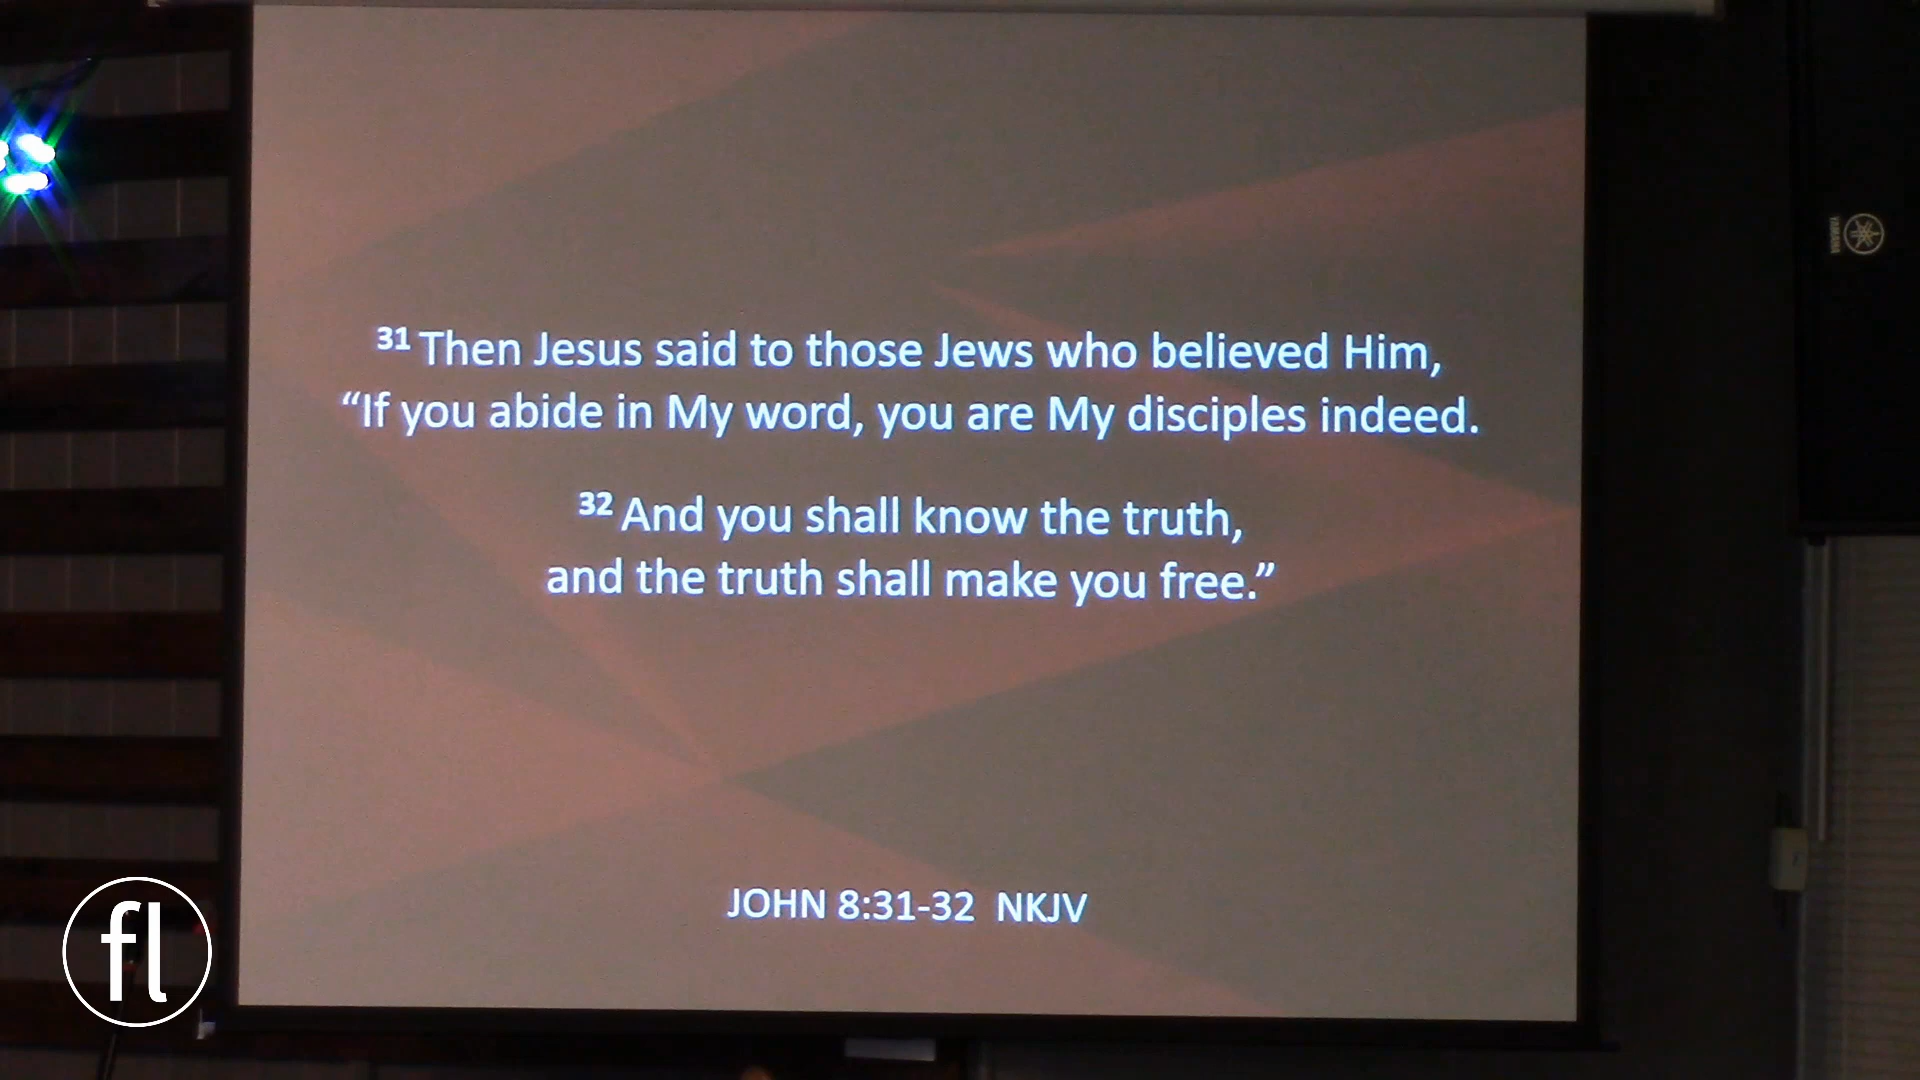 31 Then Jesus said to those Jews who believed Him,
“If you abide in My word, you are My disciples indeed.
32 And you shall know the truth,
and the truth shall make you free.”
JOHN 8:31-32 NKJV
fl
YAMAHA